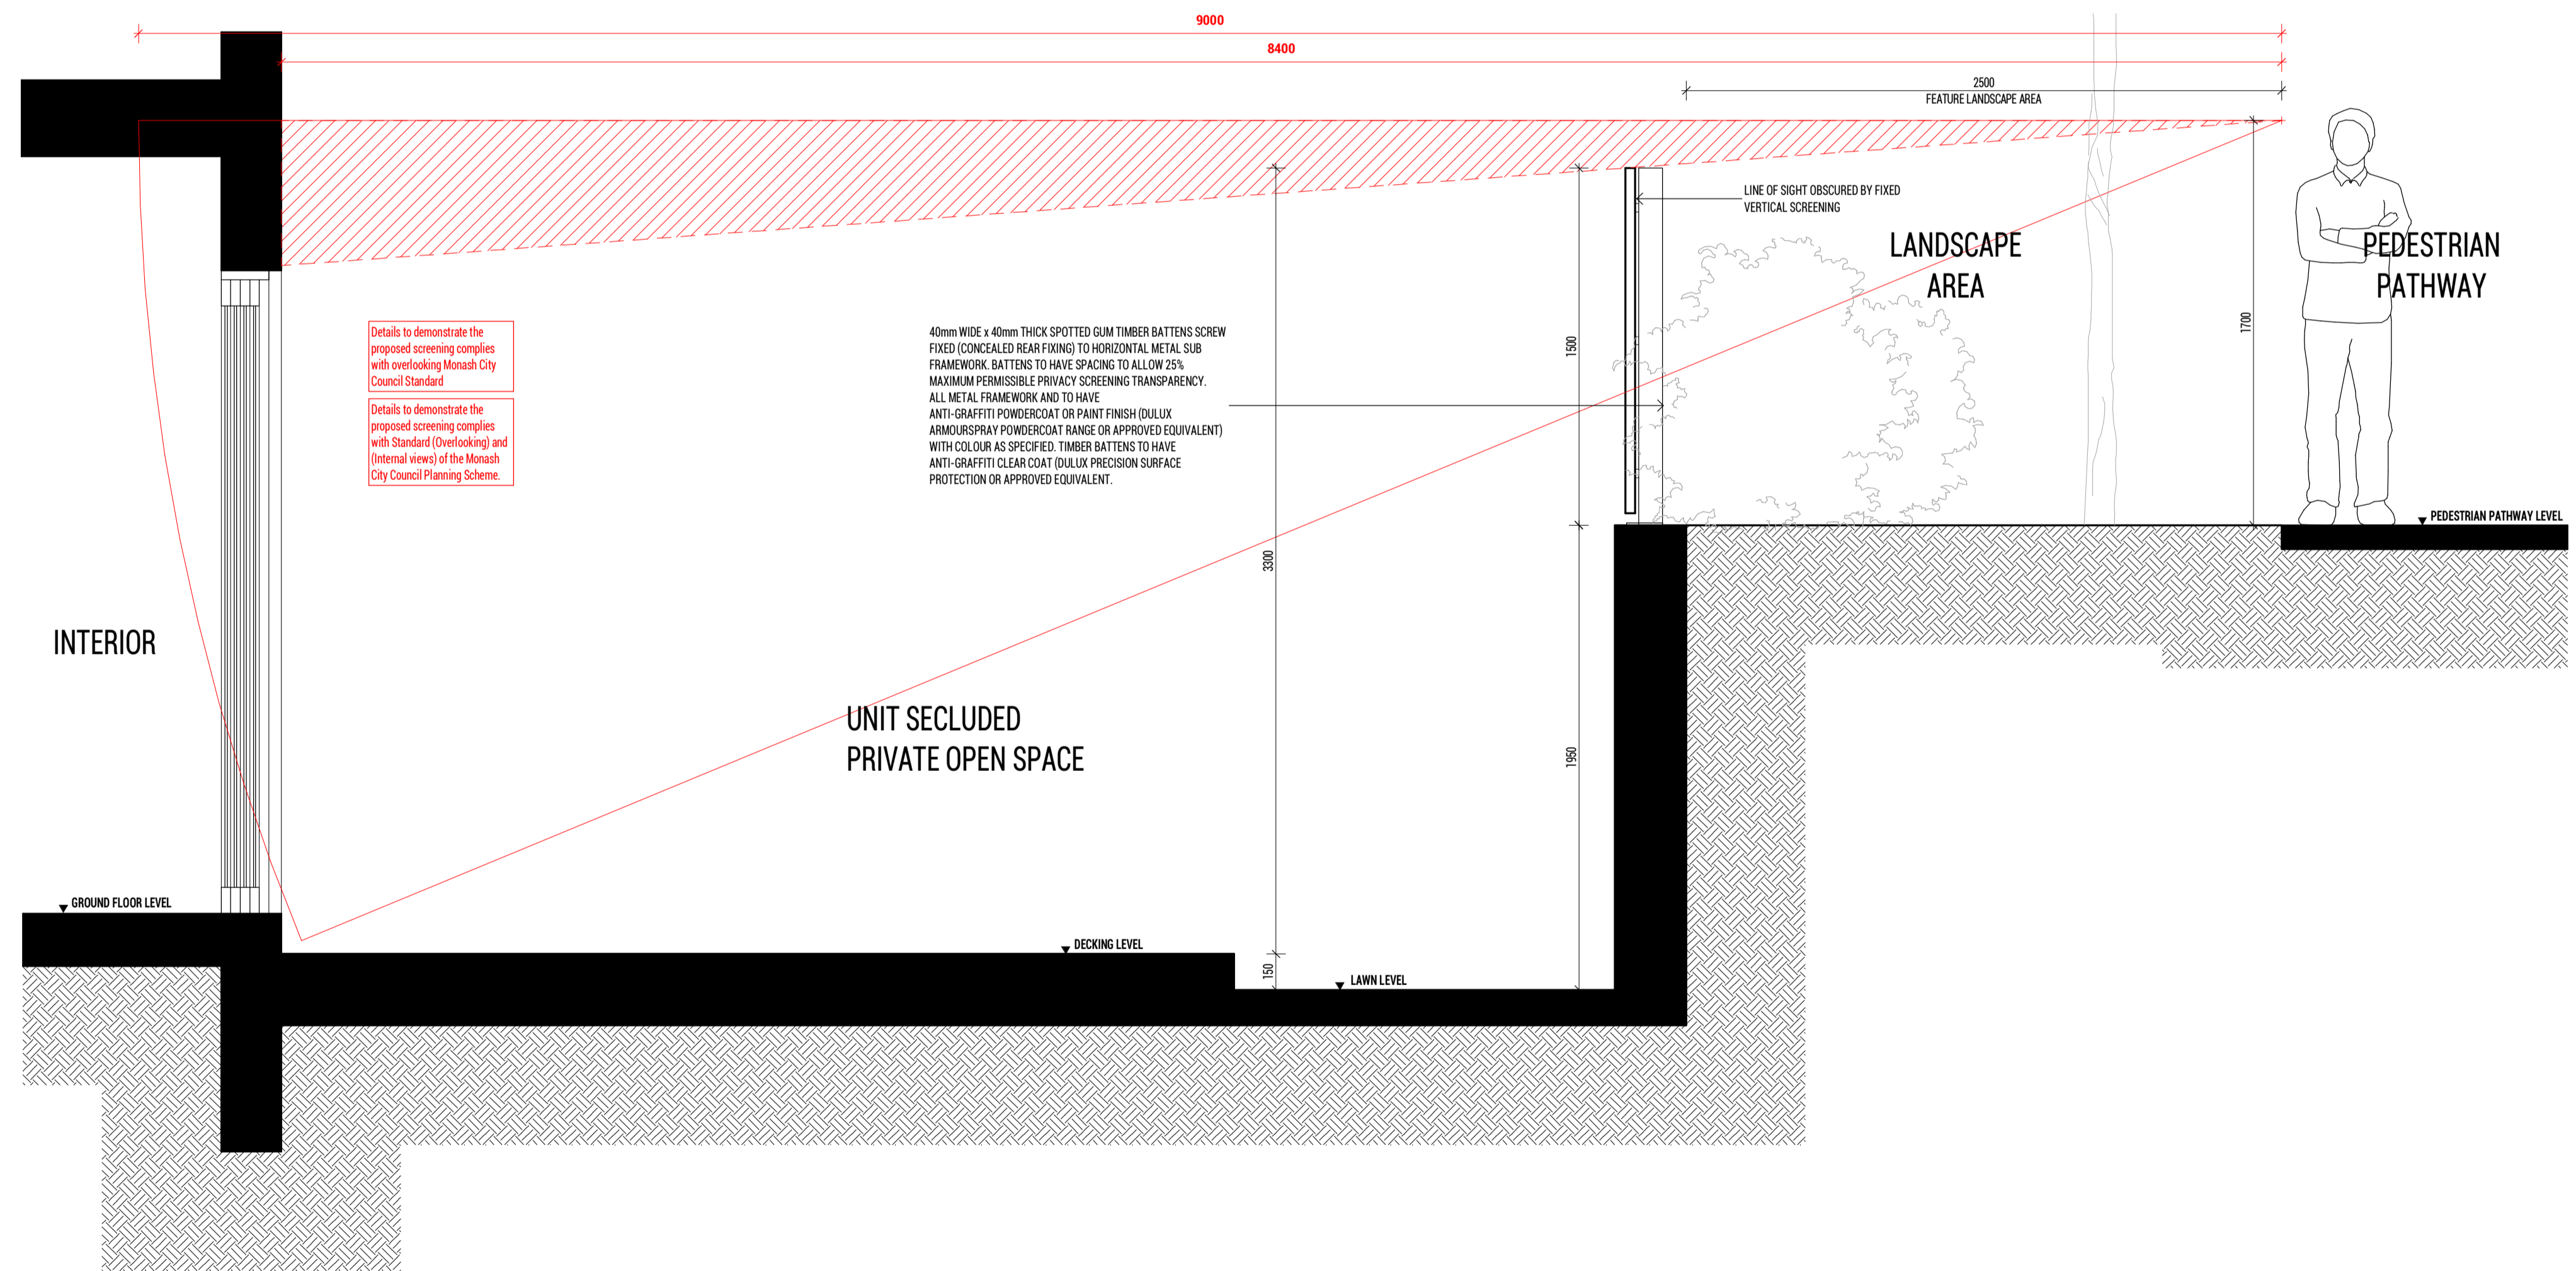 9000
8400
2500
FEATURE LANDSCAPE AREA
LINE OF SIGHT OBSCURED BY FIXED
VERTICAL SCREENING
LANDSCAPE
AREA
PEDESTRIAN
PATHWAY
Details to demonstrate the
proposed screening complies
with overlooking Monash City
Council Standard
Details to demonstrate the
proposed screening complies
with Standard (Overlooking) and
(Internal views) of the Monash
City Council Planning Scheme.
40mm WIDE x 40mm THICK SPOTTED GUM TIMBER BATTENS SCREW
FIXED (CONCEALED REAR FIXING) TO HORIZONTAL METAL SUB
FRAMEWORK. BATTENS TO HAVE SPACING TO ALLOW 25%
MAXIMUM PERMISSIBLE PRIVACY SCREENING TRANSPARENCY.
ALL METAL FRAMEWORK AND TO HAVE
ANTI-GRAFFITI POWDERCOAT OR PAINT FINISH (DULUX
ARMOURSPRAY POWDERCOAT RANGE OR APPROVED EQUIVALENT)
WITH COLOUR AS SPECIFIED. TIMBER BATTENS TO HAVE
ANTI-GRAFFITI CLEAR COAT (DULUX PRECISION SURFACE
PROTECTION OR APPROVED EQUIVALENT.
1500
1700
PEDESTRIAN PATHWAY LEVEL
3300
INTERIOR
UNIT SECLUDED
PRIVATE OPEN SPACE
1950
GROUND FLOOR LEVEL
DECKING LEVEL
150
LAWN LEVEL